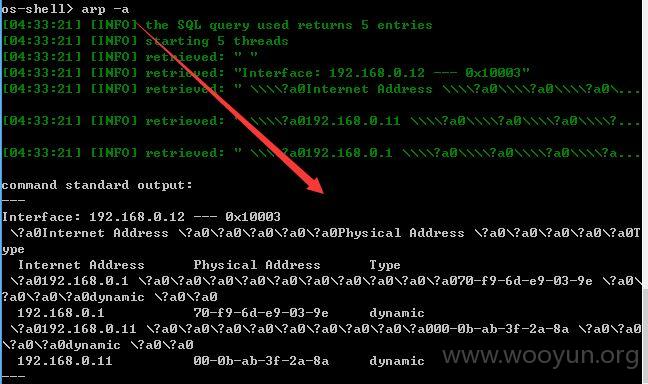 os-shell> arp -a
[04:33:21] [INFO] the SQL query used returns 5 entries
[04:33:21] [INFO] starting 5 threads
[04:33:21] [INFO] retrieved: " "
[04:33:21] [INFO] retrieved: "Interface: 192.168.0.12 --- 0x10003"
[04:33:21] [INFO] retrieved: " \\\\?a0Internet Address \\\\?a0\\\\?a0\\\\?a0\...
[04:33:21] [INFO] retrieved: " \\\\?a0192.168.0.11 \\\\?a0\\\\?a0\\\\?a0\\\\?...
[04:33:21] [INFO] retrieved: " \\\\?a0192.168.0.1 \\\\?a0\\\\?a0\\\\?a0\\\\?a...
command standard output:
---
Interface: 192.168.0.12 --- 0x10003
 \?a0Internet Address \?a0\?a0\?a0\?a0\?a0Physical Address \?a0\?a0\?a0\?a0T
ype
  Internet Address      Physical Address      Type
 \?a0192.168.0.1 \?a0\?a0\?a0\?a0\?a0\?a0\?a0\?a0\?a070-f9-6d-e9-03-9e \?a0\
?a0\?a0\?a0dynamic \?a0\?a0
  192.168.0.1           70-f9-6d-e9-03-9e     dynamic
 \?a0192.168.0.11 \?a0\?a0\?a0\?a0\?a0\?a0\?a0\?a000-0b-ab-3f-2a-8a \?a0\?a0
\?a0\?a0dynamic \?a0\?a0
  192.168.0.11          00-0b-ab-3f-2a-8a     dynamic
---
www.wooyun.org